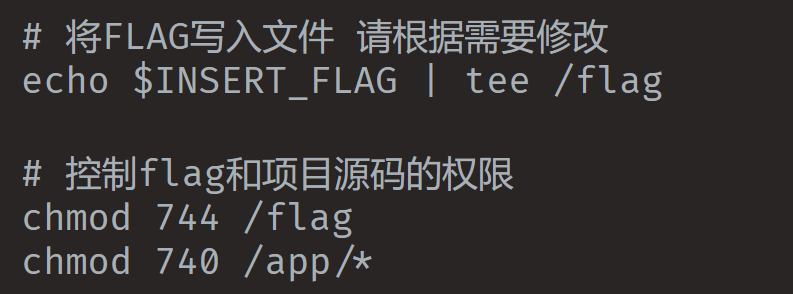 # 将FLAG写入文件 请根据需要修改
echo $INSERT_FLAG | tee /flag
# 控制flag和项目源码的权限
chmod 744 /flag
chmod 740 /app/*